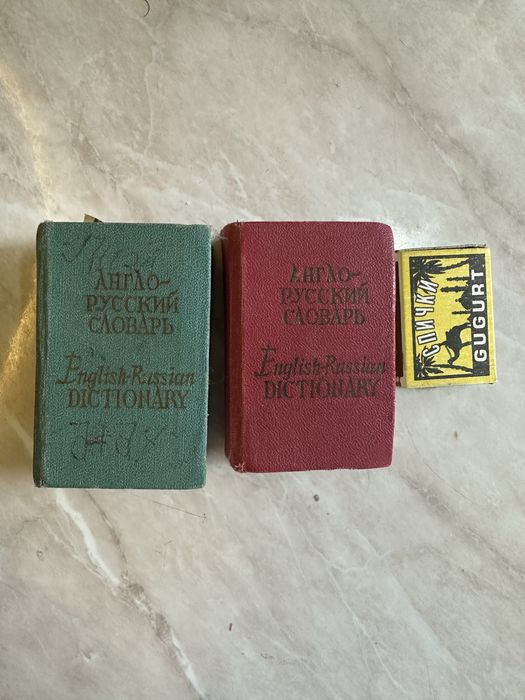 АНГЛО-
РУССКИЙ
СЛОВАРЬ
English-Russian
DICTIONARY
АНГЛО-
РУССКИЙ
СЛОВАРЬ
English-Russian
DICTIONARY
СПИЧКИ
GUGURT